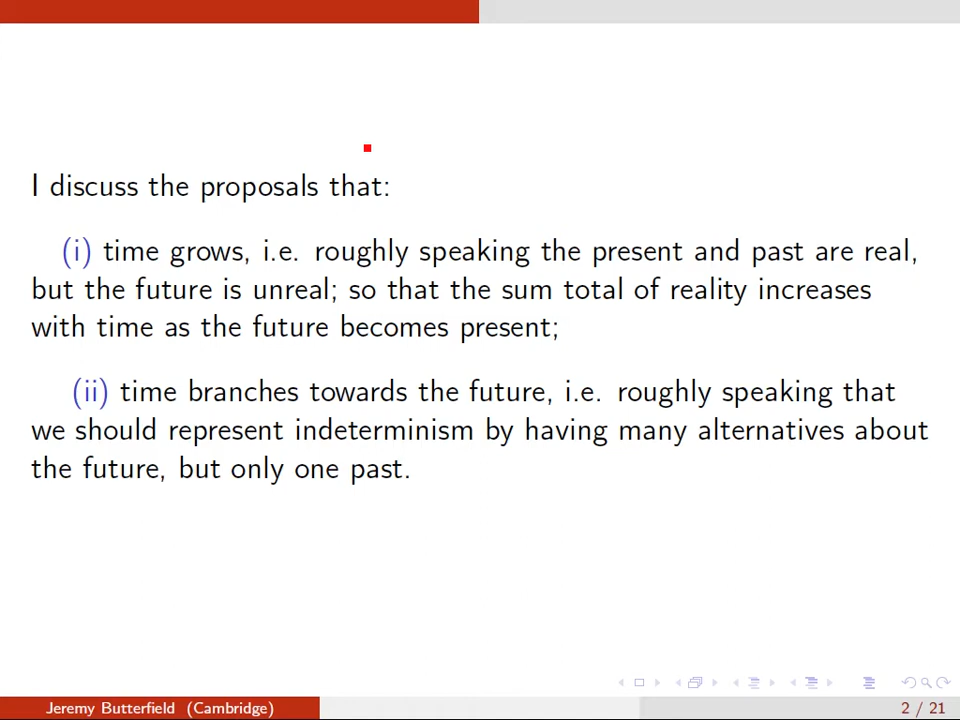 I discuss the proposals that:
(i) time grows, i.e. roughly speaking the present and past are real,
but the future is unreal; so that the sum total of reality increases
with time as the future becomes present;
(ii) time branches towards the future, i.e. roughly speaking that
we should represent indeterminism by having many alternatives about
the future, but only one past.
Jeremy Butterfield (Cambridge)
2 / 21